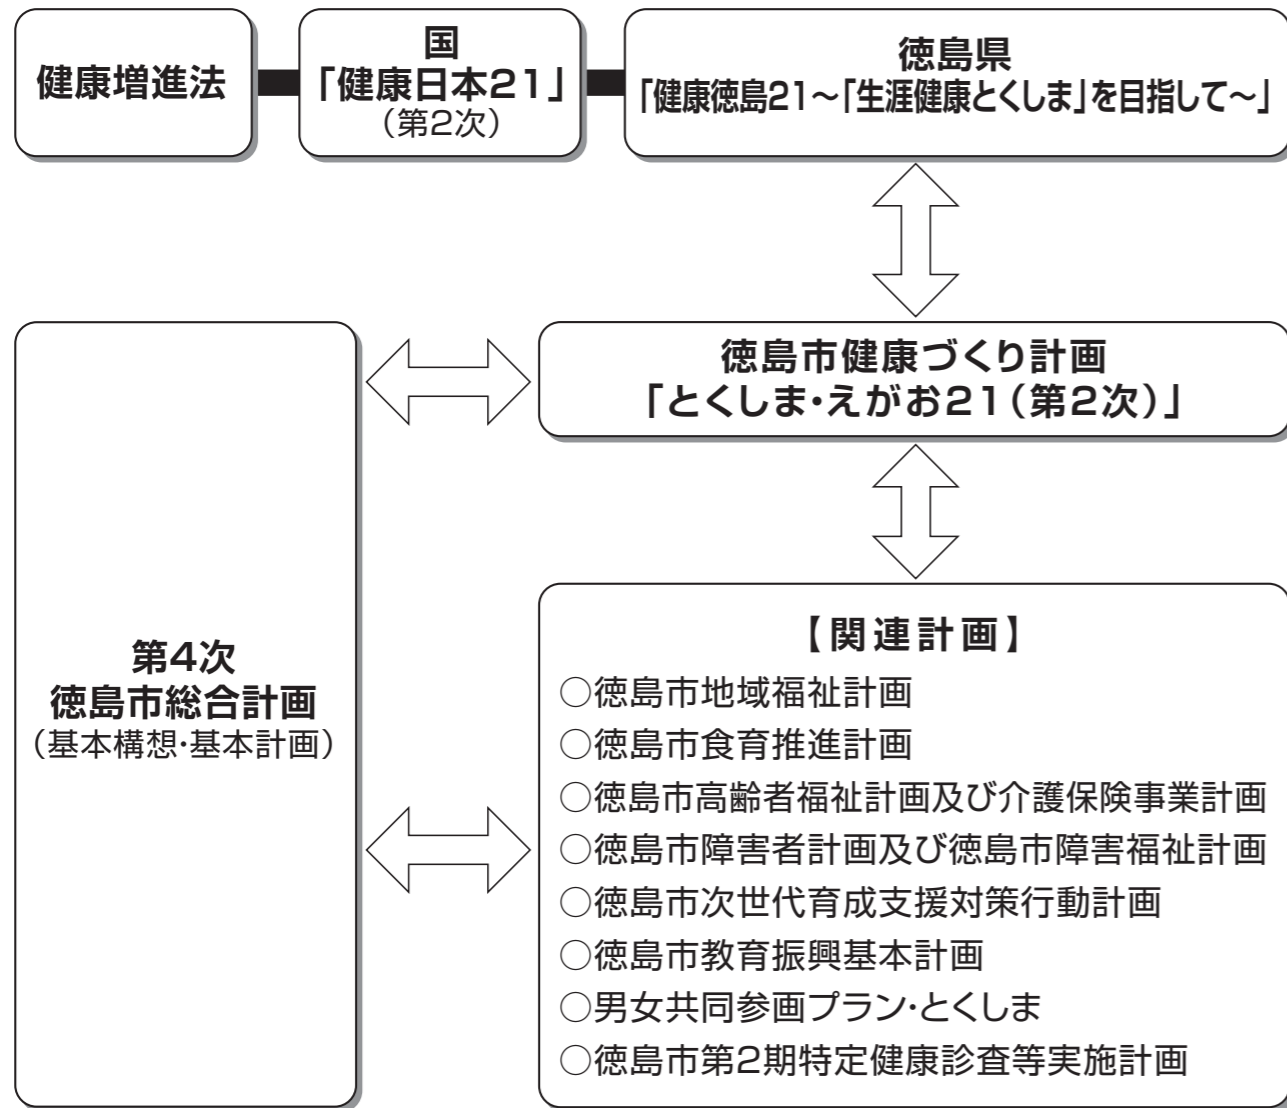 健康増進法
国
「健康日本21」
（第2次）
徳島県
「健康徳島21～「生涯健康とくしま」を目指して～」
徳島市健康づくり計画
「とくしま・えがお21（第2次）」
第4次
徳島市総合計画
（基本構想・基本計画）
【関連計画】
○徳島市地域福祉計画
○徳島市食育推進計画
○徳島市高齢者福祉計画及び介護保険事業計画
○徳島市障害者計画及び徳島市障害福祉計画
○徳島市次世代育成支援対策行動計画
○徳島市教育振興基本計画
○男女共同参画プラン・とくしま
○徳島市第2期特定健康診査等実施計画